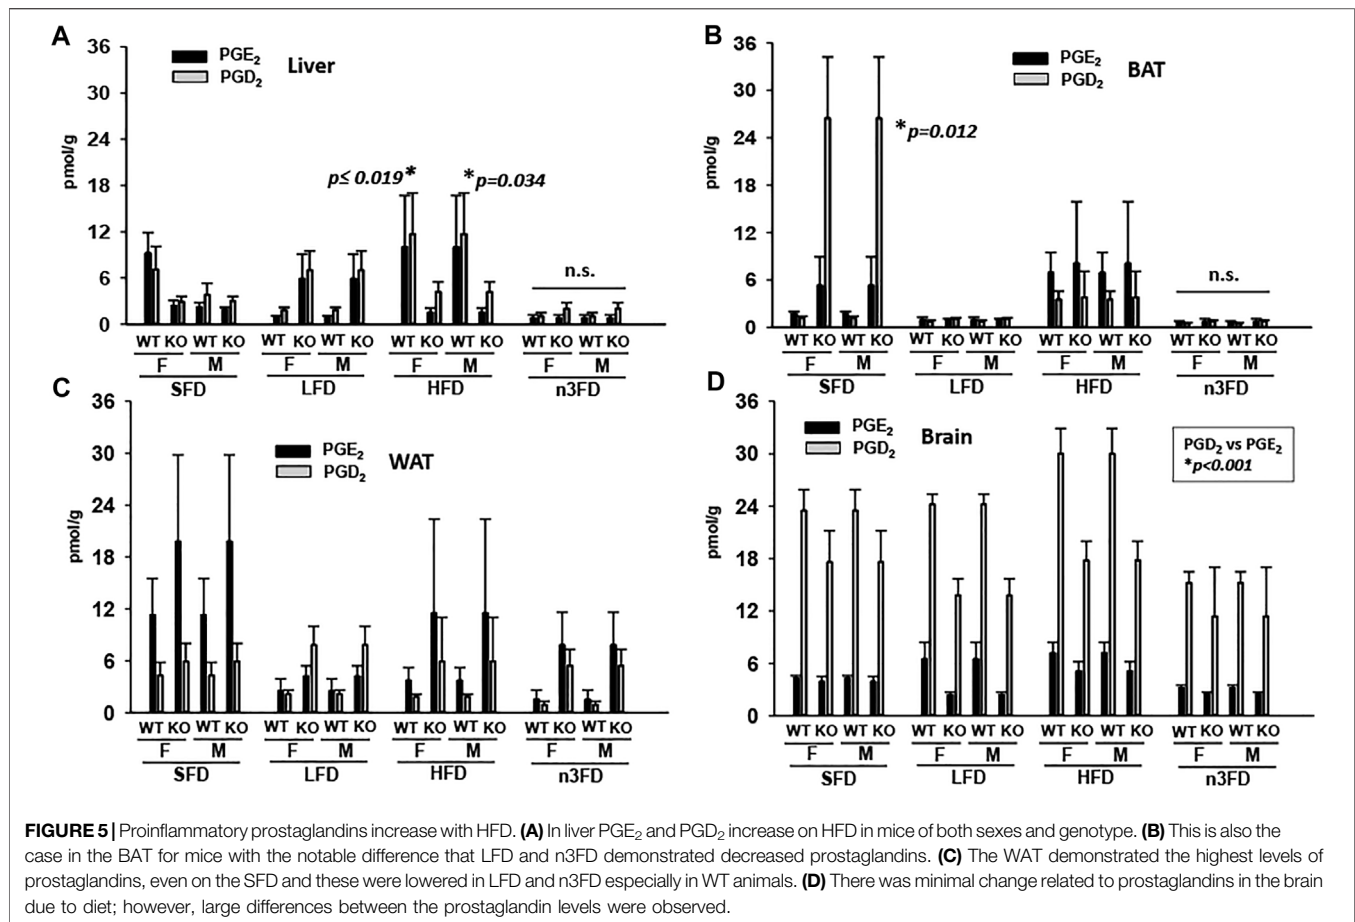 A
36
30
24
18
12
6
0
pmol/g
PGE2
PGD2
Liver
p≤ 0.019 *
* p=0.034
n.s.
WT KO WT KO WT KO WT KO WT KO WT KO WT KO WT KO
F M F M F M F M
SFD LFD HFD n3FD
B
36
30
24
18
12
6
0
pmol/g
PGE2
PGD2
BAT
* p=0.012
n.s.
WT KO WT KO WT KO WT KO WT KO WT KO WT KO WT KO
F M F M F M F M
SFD LFD HFD n3FD
C
36
30
24
18
12
6
0
pmol/g
PGE2
PGD2
WAT
WT KO WT KO WT KO WT KO WT KO WT KO WT KO WT KO
F M F M F M F M
SFD LFD HFD n3FD
D
36
30
24
18
12
6
0
pmol/g
PGE2
PGD2
Brain
PGD2 vs PGE2
*p<0.001
WT KO WT KO WT KO WT KO WT KO WT KO WT KO WT KO
F M F M F M F M
SFD LFD HFD n3FD
FIGURE 5 | Proinflammatory prostaglandins increase with HFD. (A) In liver PGE2 and PGD2 increase on HFD in mice of both sexes and genotype. (B) This is also the
case in the BAT for mice with the notable difference that LFD and n3FD demonstrated decreased prostaglandins. (C) The WAT demonstrated the highest levels of
prostaglandins, even on the SFD and these were lowered in LFD and n3FD especially in WT animals. (D) There was minimal change related to prostaglandins in the brain
due to diet; however, large differences between the prostaglandin levels were observed.